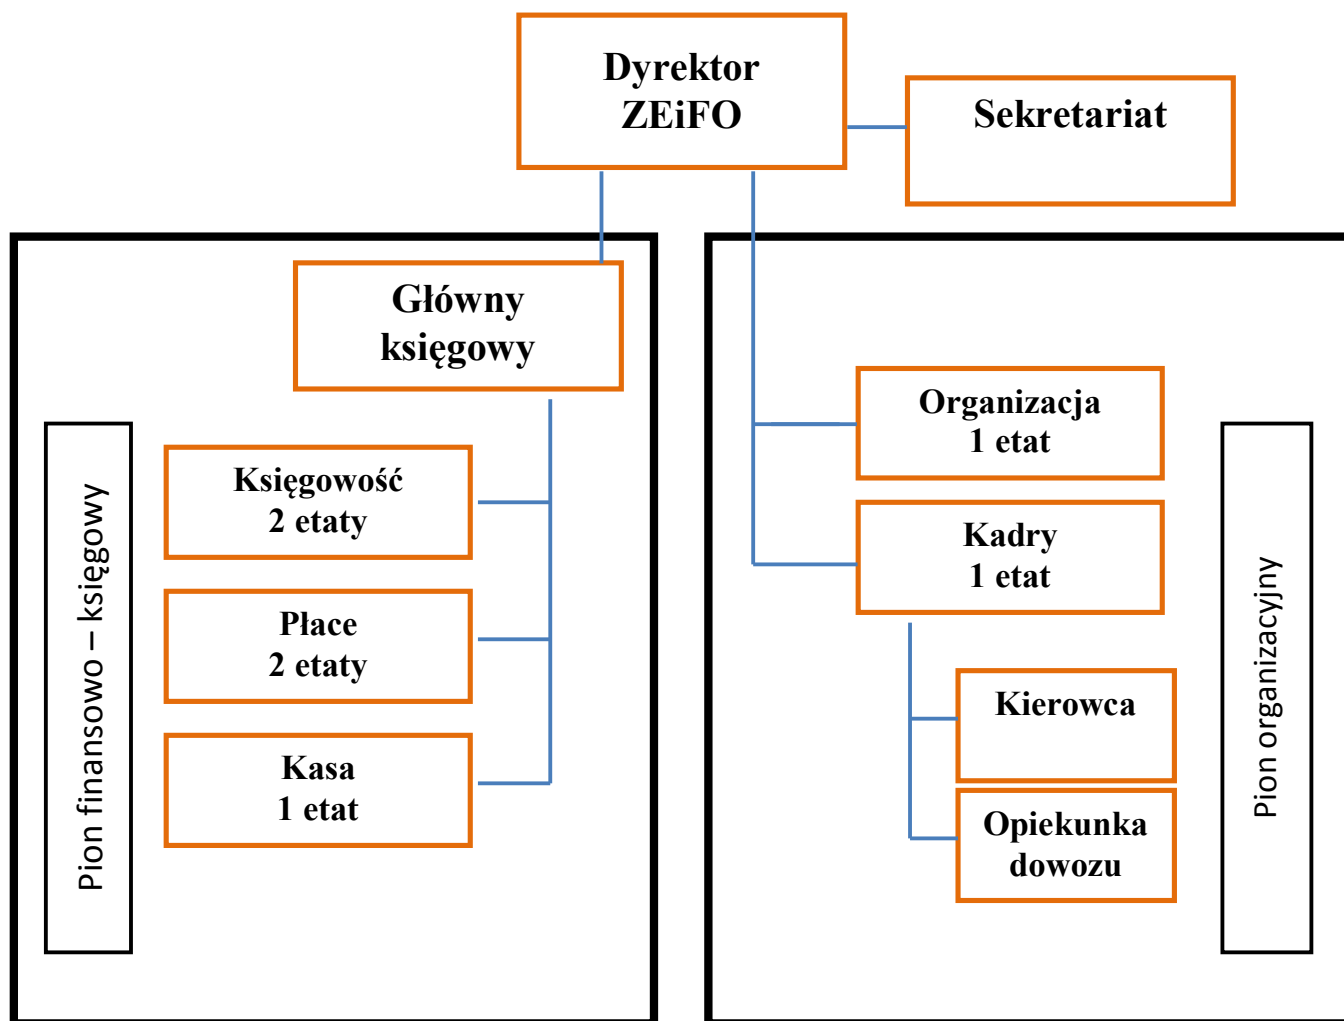 Dyrektor
ZEiFO
Sekretariat
Główny
księgowy
Pion finansowo – księgowy
Księgowość
2 etaty
Płace
2 etaty
Kasa
1 etat
Organizacja
1 etat
Kadry
1 etat
Kierowca
Opiekunka
dowozu
Pion organizacyjny